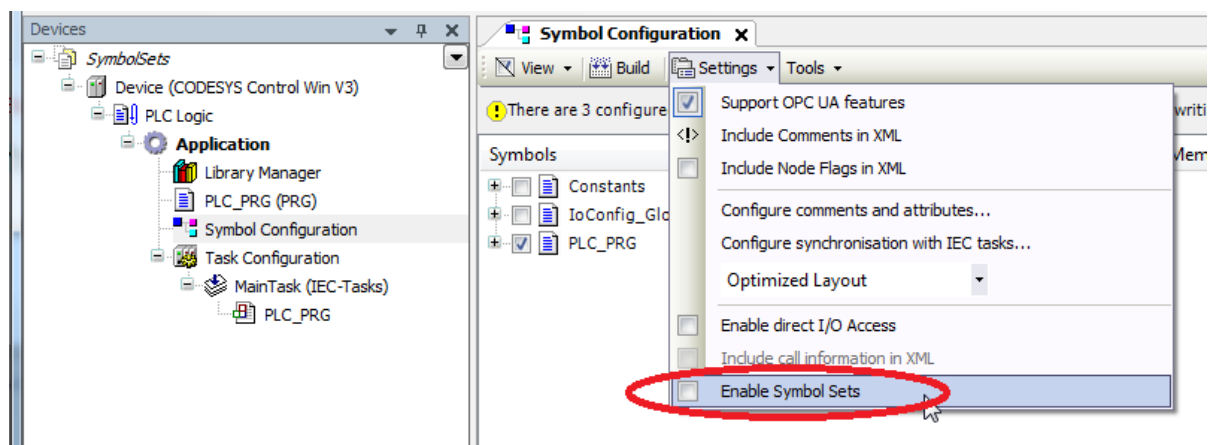 Devices
SymbolSets
Device (CODESYS Control Win V3)
PLC Logic
Application
Library Manager
PLC_PRG (PRG)
Symbol Configuration
Task Configuration
MainTask (IEC-Tasks)
PLC_PRG
Symbol Configuration
View Build Settings Tools
There are 3 configure
Symbols
Constants
IoConfig_Glo
PLC_PRG
Support OPC UA features
Include Comments in XML
Include Node Flags in XML
Configure comments and attributes...
Configure synchronisation with IEC tasks...
Optimized Layout
Enable direct I/O Access
Include call information in XML
Enable Symbol Sets
writi
Mem